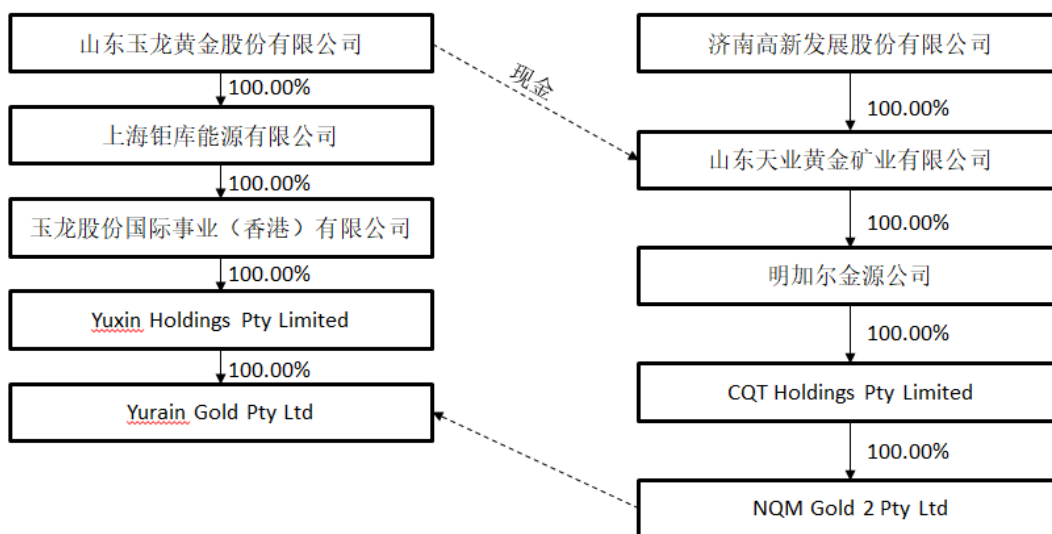 山东玉龙黄金股份有限公司
济南高新发展股份有限公司
100.00%
现金
100.00%
上海钜库能源有限公司
山东天业黄金矿业有限公司
100.00%
玉龙股份国际事业（香港）有限公司
100.00%
100.00%
明加尔金源公司
Yuxin Holdings Pty Limited
100.00%
100.00%
Yurain Gold Pty Ltd
CQT Holdings Pty Limited
100.00%
NQM Gold 2 Pty Ltd